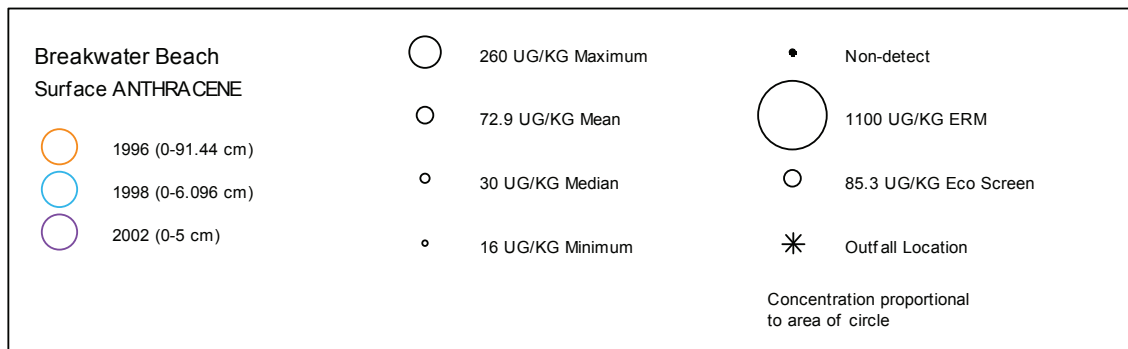 Breakwater Beach
Surface ANTHRACENE
1996 (0-91.44 cm)
1998 (0-6.096 cm)
2002 (0-5 cm)
260 UG/KG Maximum
72.9 UG/KG Mean
30 UG/KG Median
16 UG/KG Minimum
Non-detect
1100 UG/KG ERM
85.3 UG/KG Eco Screen
Outfall Location
Concentration proportional
to area of circle